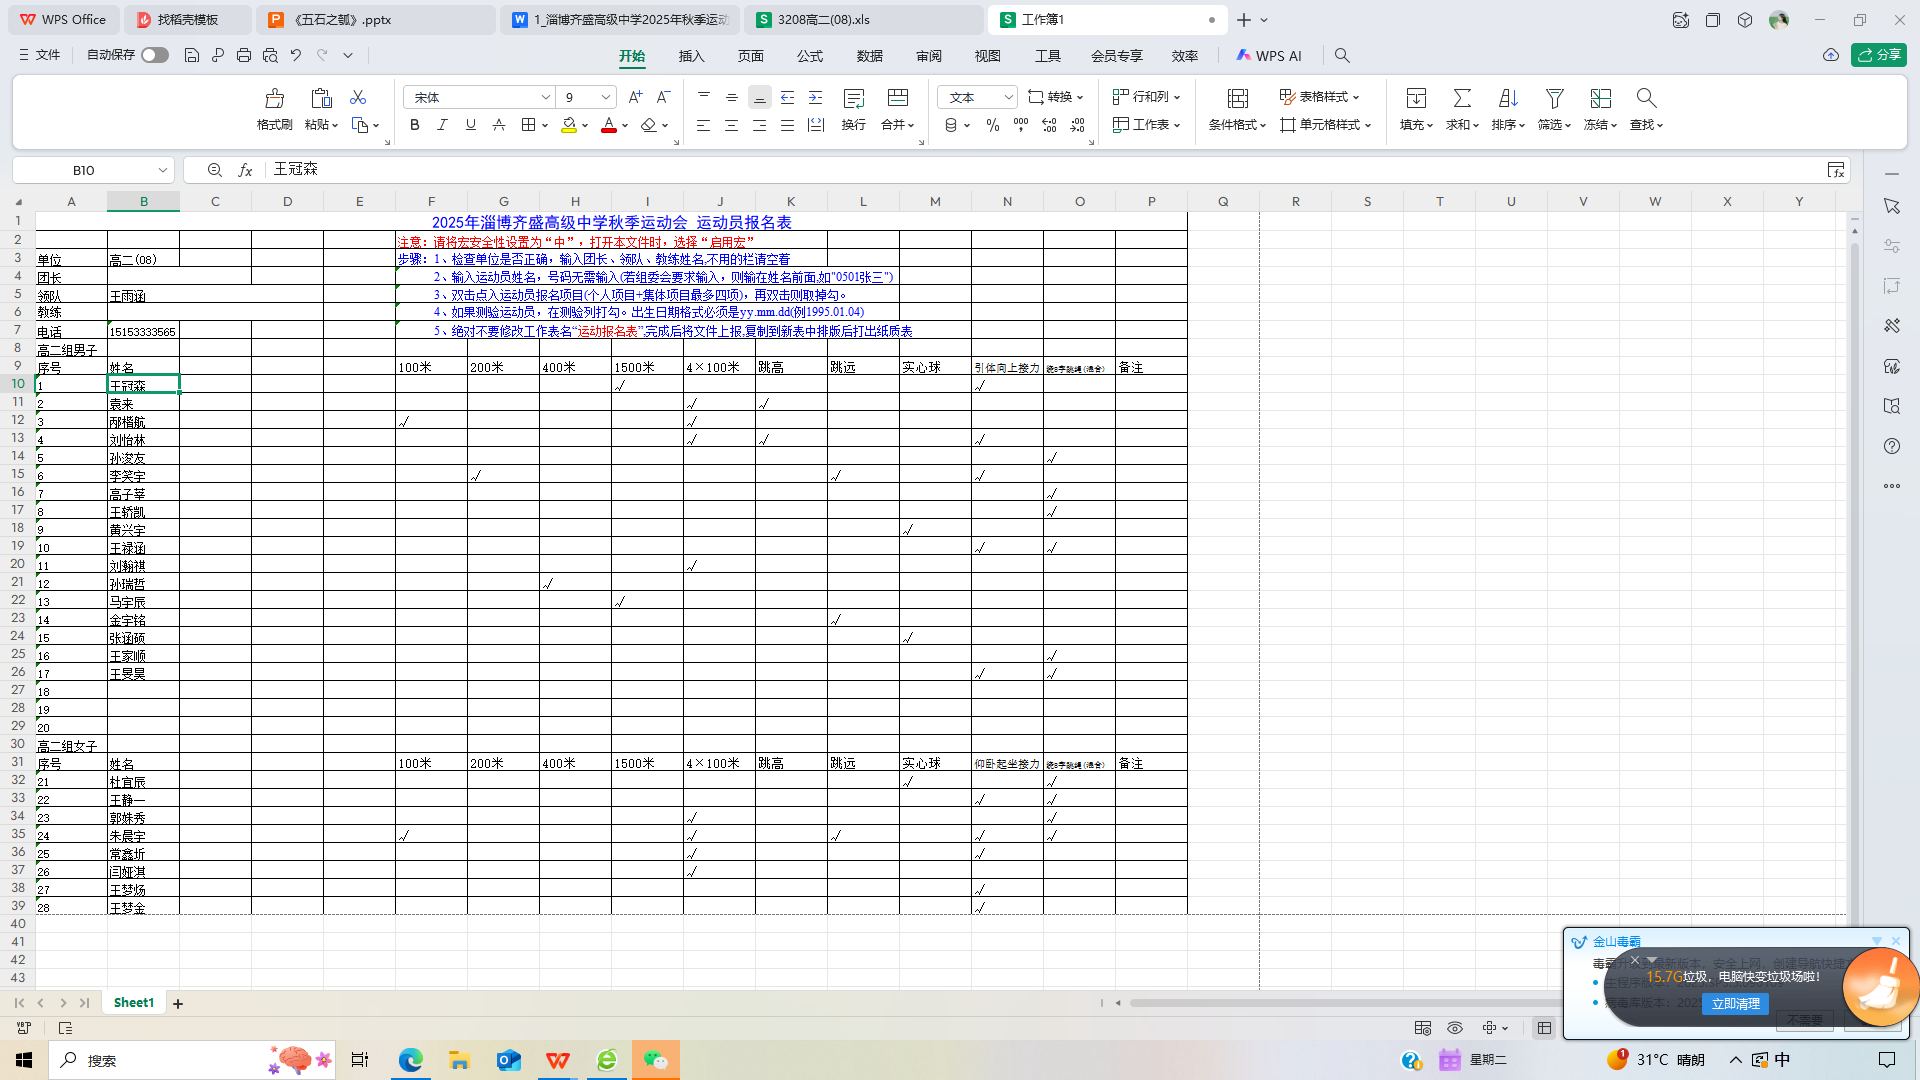 WPS Office
找稻壳模板
《五石之瓠》.pptx
1_淄博齐盛高级中学2025年秋季运动
3208高二(08).xls
工作簿1
文件
自动保存
开始
插入
页面
公式
数据
审阅
视图
工具
会员专享
效率
WPS AI
分享
格式刷
粘贴
宋体
9
换行
合并
文本
转换
行和列
工作表
条件格式
表格样式
单元格样式
填充
求和
排序
筛选
冻结
查找
B10
王冠森
A B C D E F G H I J K L M N O P Q R S T U V W X Y
1 2025年淄博齐盛高级中学秋季运动会 运动员报名表
2 注意：请将宏安全性设置为“中”，打开本文件时，选择“启用宏”
3 单位 高二(08) 步骤：1、检查单位是否正确，输入团长、领队、教练姓名,不用的栏请空着
4 团长 2、输入运动员姓名，号码无需输入(若组委会要求输入，则输在姓名前面,如"0501张三")
5 领队 王雨涵 3、双击点入运动员报名项目(个人项目+集体项目最多四项)，再双击则取掉勾。
6 教练 4、如果测验运动员，在测验列打勾。出生日期格式必须是yy.mm.dd(例1995.01.04)
7 电话 15153333565 5、绝对不要修改工作表名“运动报名表”,完成后将文件上报,复制到新表中排版后打出纸质表
8 高二组男子
9 序号 姓名 100米 200米 400米 1500米 4×100米 跳高 跳远 实心球 引体向上接力 绕8字跳绳(混合) 备注
10 1 王冠森 √ √
11 2 袁来 √ √
12 3 邴楷航 √ √
13 4 刘怡林 √ √ √
14 5 孙浚友 √
15 6 李笑宇 √ √ √
16 7 高子莘 √
17 8 王轿凯 √
18 9 黄兴宇 √
19 10 王禄涵 √ √
20 11 刘瀚祺 √
21 12 孙瑞哲 √
22 13 马宇辰 √
23 14 金宇铭 √
24 15 张涵硕 √
25 16 王家顺 √
26 17 王旻昊 √ √
27 18
28 19
29 20
30 高二组女子
31 序号 姓名 100米 200米 400米 1500米 4×100米 跳高 跳远 实心球 仰卧起坐接力 绕8字跳绳(混合) 备注
32 21 杜宜辰 √ √
33 22 王静一 √ √
34 23 郭姝秀 √ √
35 24 朱晨宇 √ √ √ √ √
36 25 常鑫圻 √ √
37 26 闫娅淇 √
38 27 王梦炀 √
39 28 王梦金 √
40
41
42
43
金山毒霸
15.7G垃圾，电脑快变垃圾场啦！
立即清理
不需要
Sheet1
搜索
星期二
31°C 晴朗
中